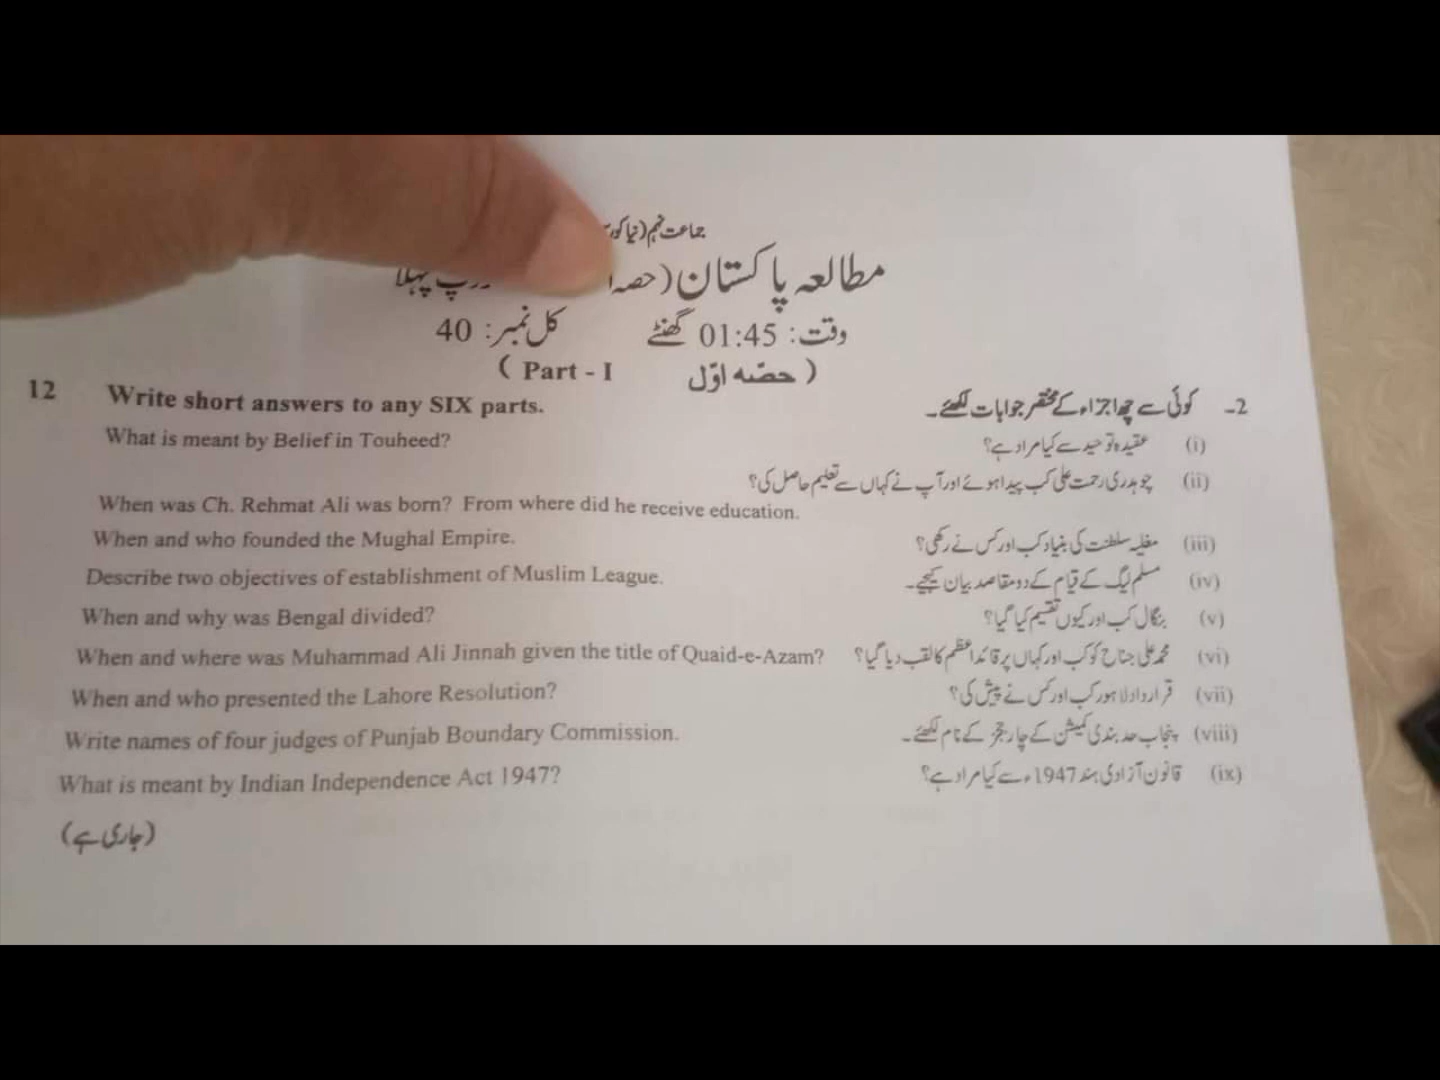 جماعت نہم (نیا کورس
مطالعہ پاکستان (حصہ پہلا
وقت: 01:45 گھنٹے کل نمبر: 40
( Part - I حصّہ اوّل )
12 Write short answers to any SIX parts. 2- کوئی سے چھ اجزاء کے مختصر جوابات لکھئے۔
What is meant by Belief in Touheed? (i) عقیدہ توحید سے کیا مراد ہے؟
(ii) چوہدری رحمت علی کب پیدا ہوئے اور آپ نے کہاں سے تعلیم حاصل کی؟
When was Ch. Rehmat Ali was born? From where did he receive education.
When and who founded the Mughal Empire. (iii) مغلیہ سلطنت کی بنیاد کب اور کس نے رکھی؟
Describe two objectives of establishment of Muslim League. (iv) مسلم لیگ کے قیام کے دو مقاصد بیان کیجیے۔
When and why was Bengal divided? (v) بنگال کب اور کیوں تقسیم کیا گیا؟
When and where was Muhammad Ali Jinnah given the title of Quaid-e-Azam? (vi) محمد علی جناح کو کب اور کہاں پر قائداعظم کا لقب دیا گیا؟
When and who presented the Lahore Resolution? (vii) قرارداد لاہور کب اور کس نے پیش کی؟
Write names of four judges of Punjab Boundary Commission. (viii) پنجاب حد بندی کمیشن کے چار ججز کے نام لکھئے۔
What is meant by Indian Independence Act 1947? (ix) قانون آزادی ہند 1947ء سے کیا مراد ہے؟
(جاری ہے)